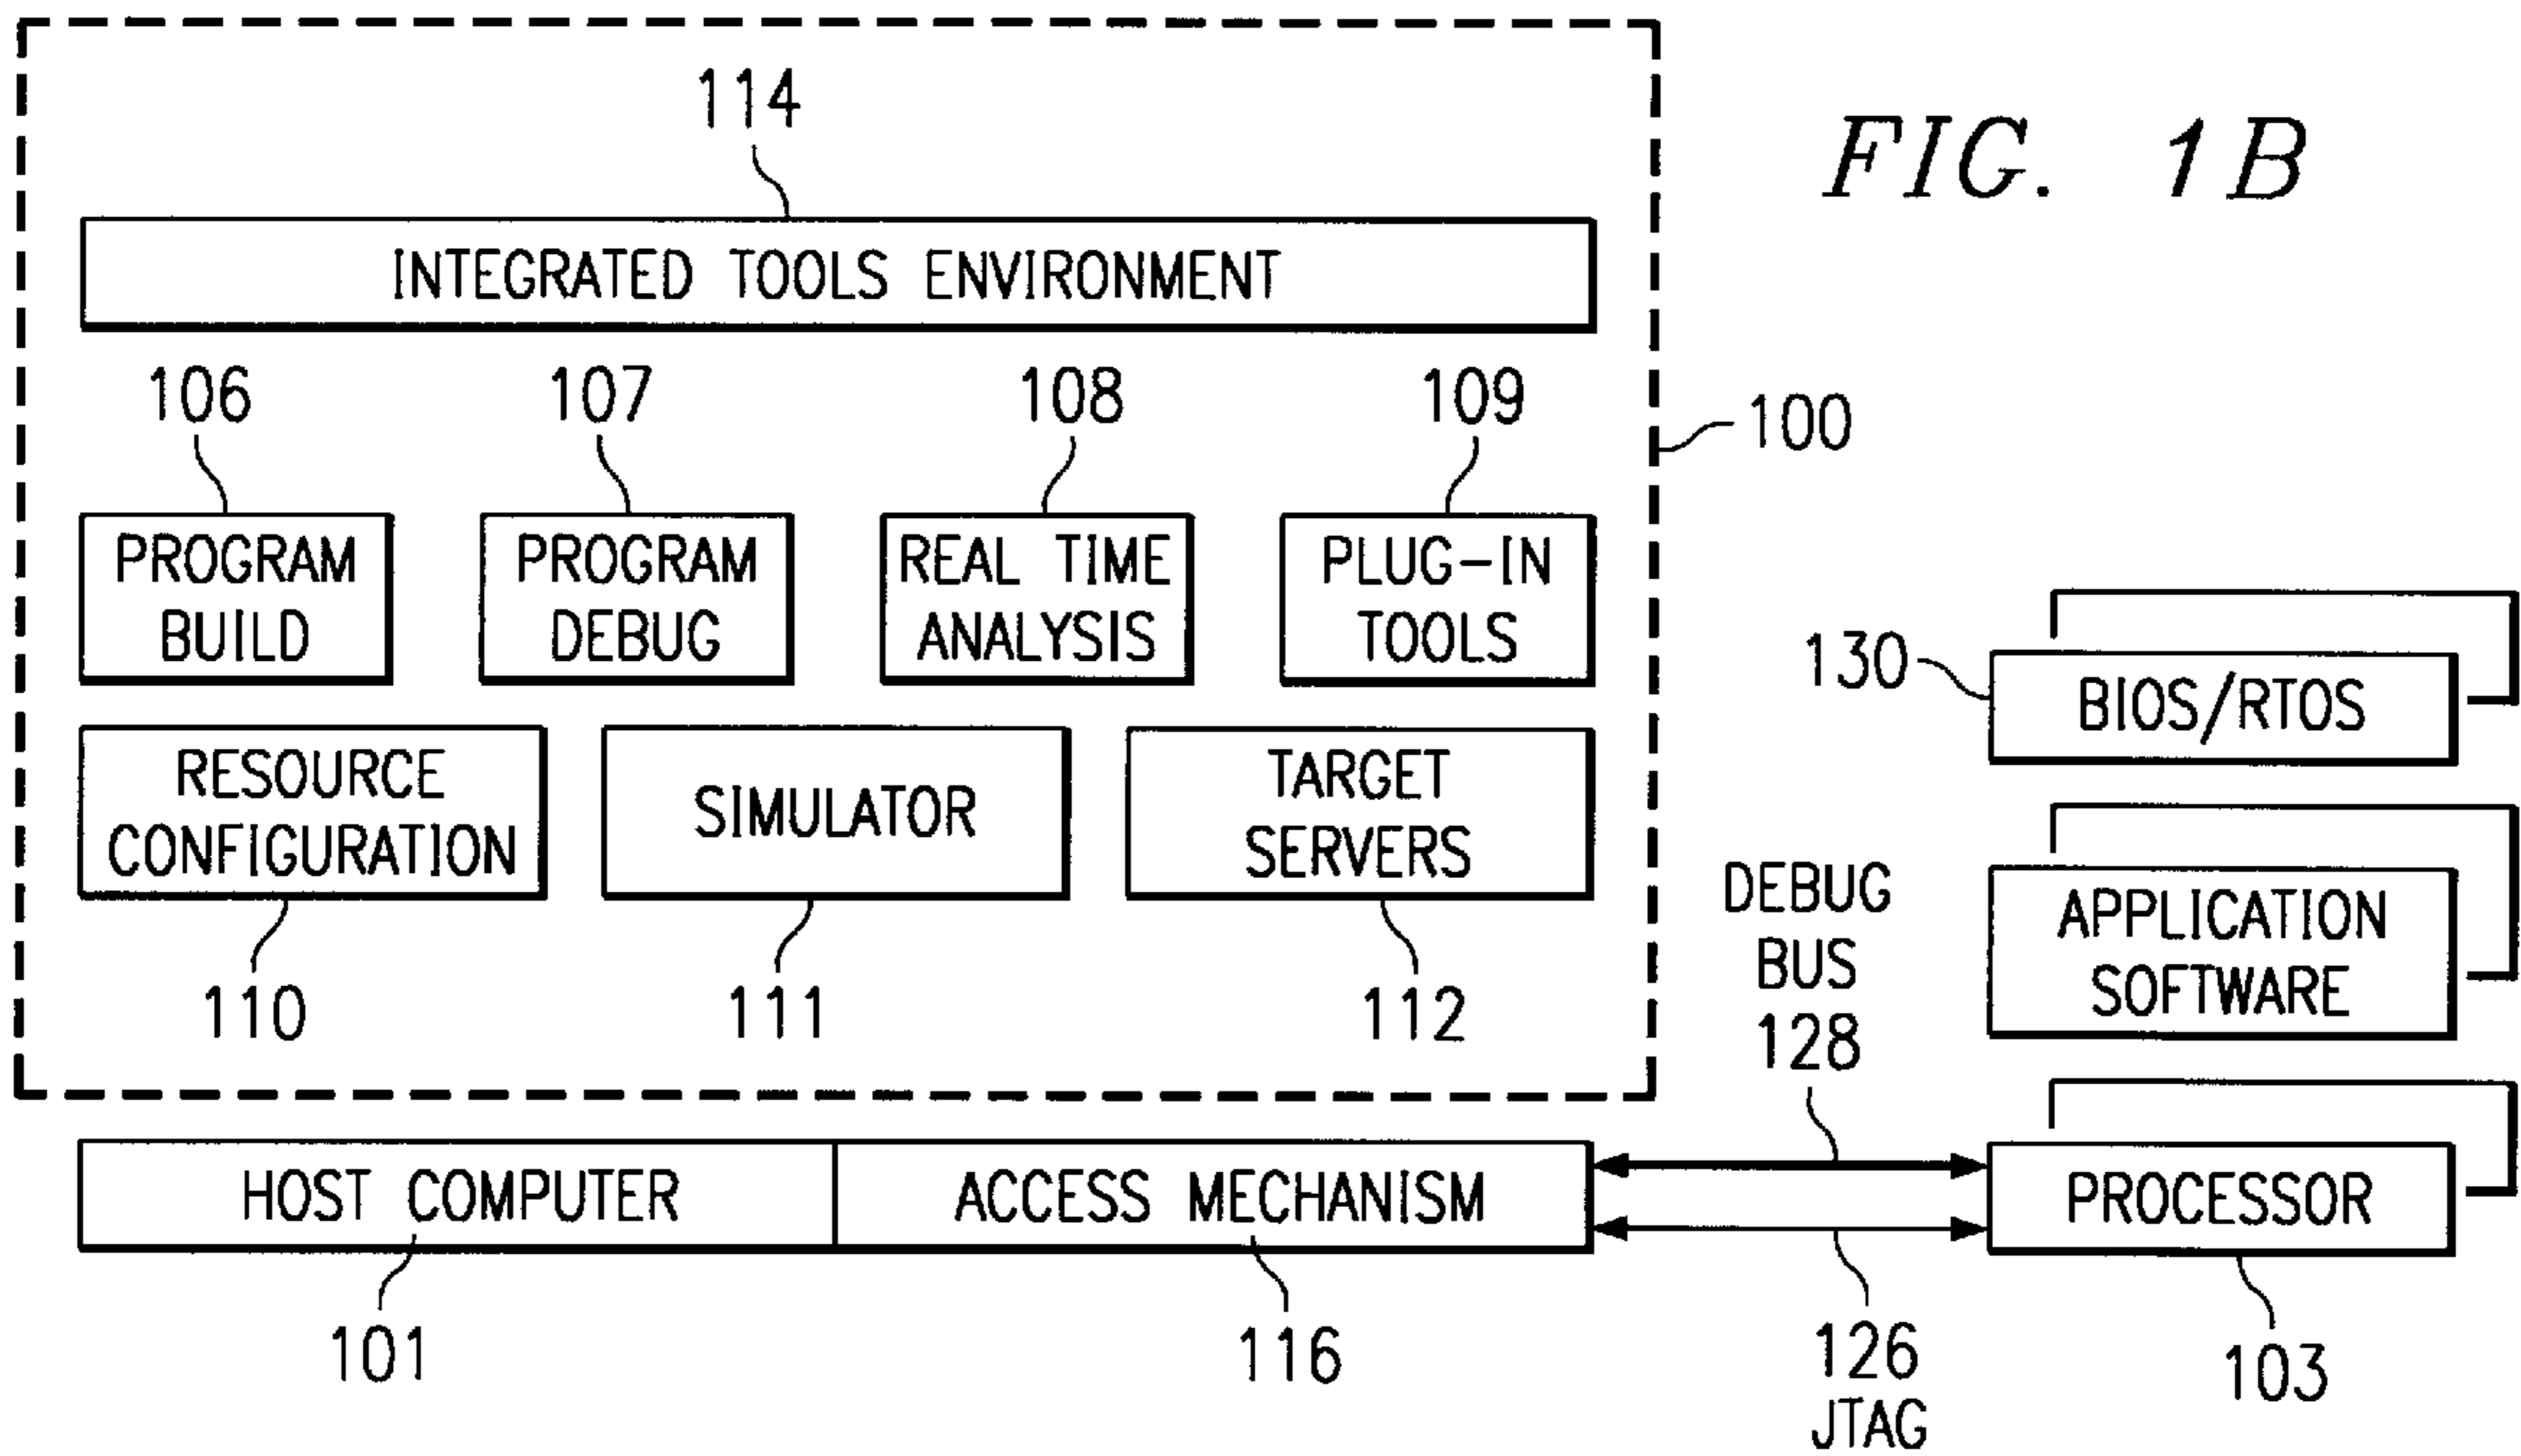 FIG. 1B
114
INTEGRATED TOOLS ENVIRONMENT
106
107
108
109
100
PROGRAM
BUILD
PROGRAM
DEBUG
REAL TIME
ANALYSIS
PLUG-IN
TOOLS
130
BIOS/RTOS
RESOURCE
CONFIGURATION
SIMULATOR
TARGET
SERVERS
110
111
112
DEBUG
BUS
128
APPLICATION
SOFTWARE
HOST COMPUTER
ACCESS MECHANISM
PROCESSOR
101
116
126
JTAG
103